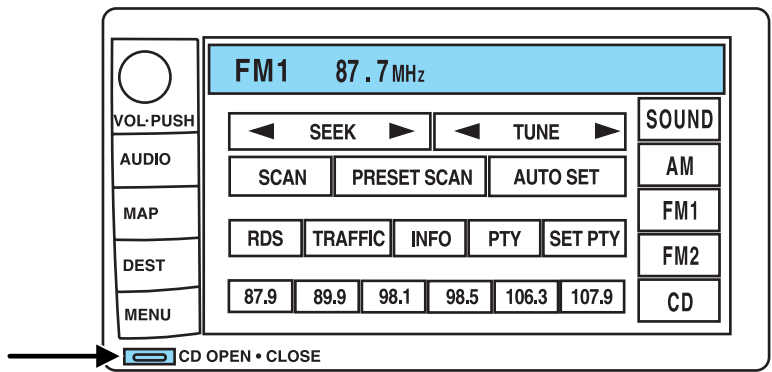 FM1 87.7 MHz
VOL·PUSH
AUDIO
MAP
DEST
MENU
SEEK TUNE
SCAN PRESET SCAN AUTO SET
RDS TRAFFIC INFO PTY SET PTY
87.9 89.9 98.1 98.5 106.3 107.9
SOUND
AM
FM1
FM2
CD
CD OPEN • CLOSE